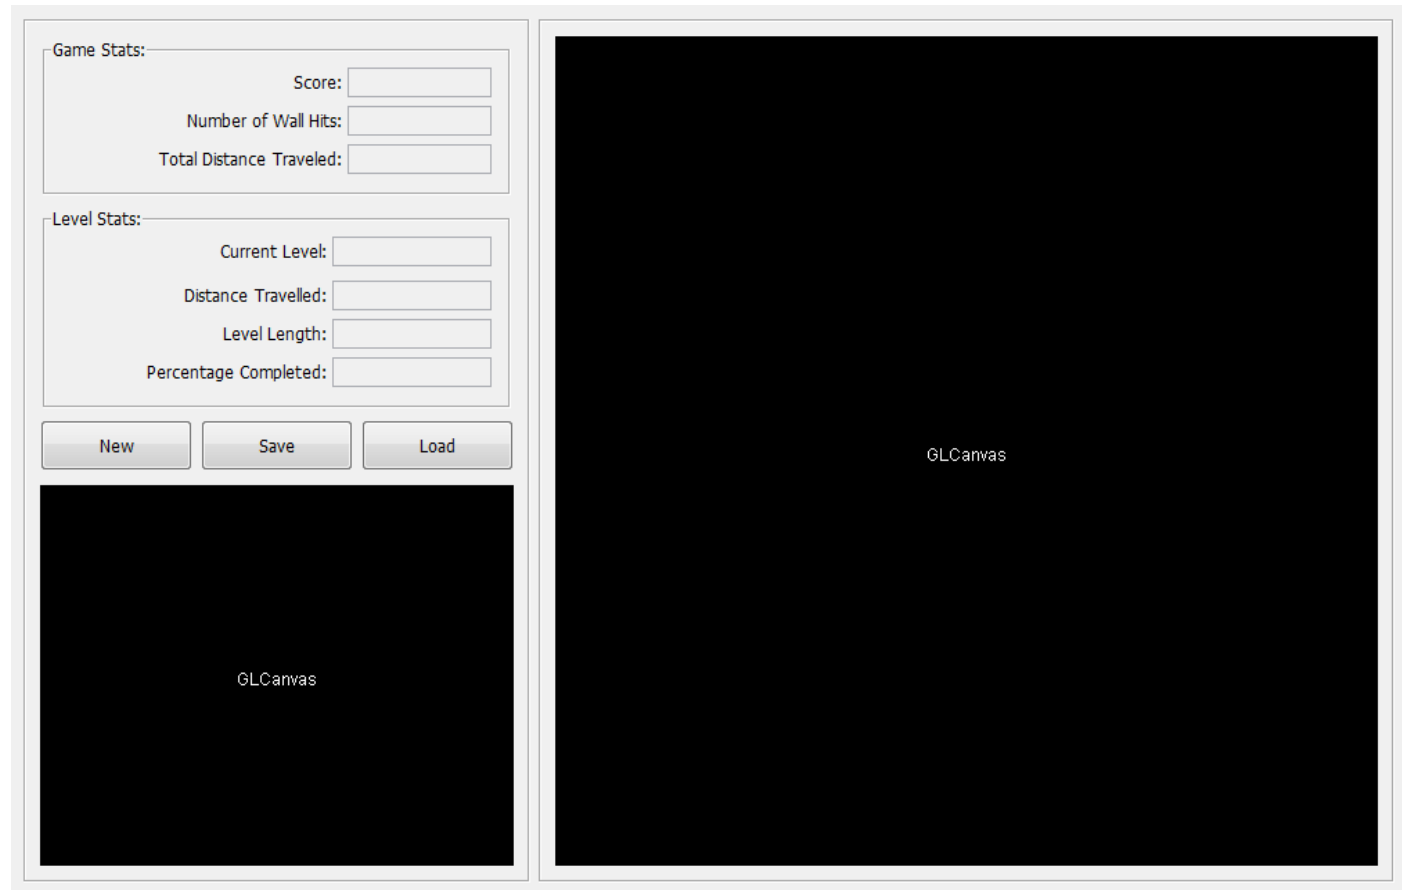 Game Stats:
Score:
Number of Wall Hits:
Total Distance Traveled:
Level Stats:
Current Level:
Distance Travelled:
Level Length:
Percentage Completed:
New Save Load
GLCanvas
GLCanvas